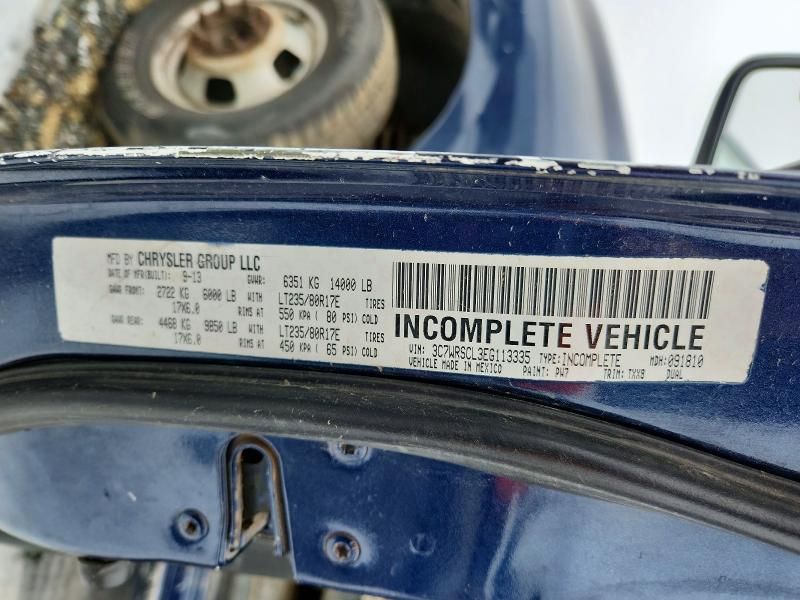 MFD BY CHRYSLER GROUP LLC
DATE OF MFR(BUILT): 9-13 GVWR: 6351 KG 14000 LB
GAWR FRONT: 2722 KG 6000 LB WITH LT235/80R17E TIRES
17X6.0 RIMS AT 550 KPA ( 80 PSI) COLD
GAWR REAR: 4468 KG 9850 LB WITH LT235/80R17E TIRES
17X6.0 RIMS AT 450 KPA ( 65 PSI) COLD
INCOMPLETE VEHICLE
VIN: 3C7WRSCL3EG113335 TYPE: INCOMPLETE MDH: 091810
VEHICLE MADE IN MEXICO PAINT: PW7 TRIM: TXX8 DUAL